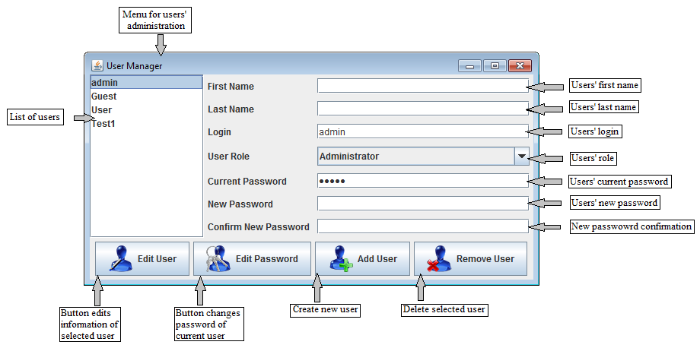 Menu for users'
administration
User Manager
admin
Guest
User
Test1
List of users
First Name
Users' first name
Last Name
Users' last name
Login
admin
Users' login
User Role
Administrator
Users' role
Current Password
•••••
Users' current password
New Password
Users' new password
Confirm New Password
New passwowrd confirmation
Edit User
Edit Password
Add User
Remove User
Button edits
infomation of
selected user
Button changes
password of
current user
Create new user
Delete selected user